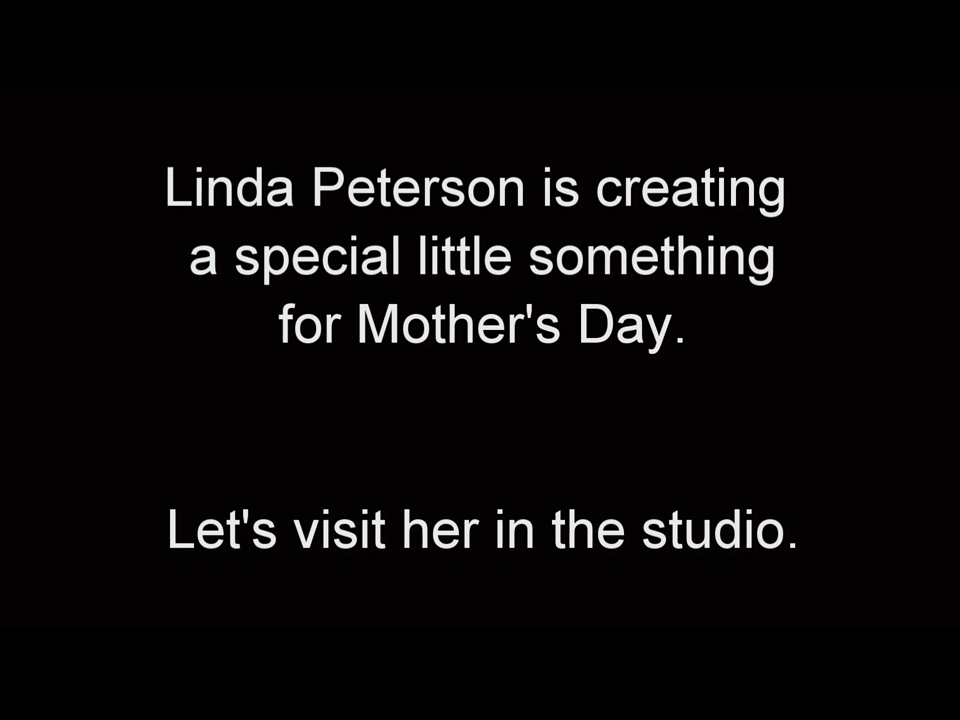 Linda Peterson is creating
a special little something
for Mother's Day.
Let's visit her in the studio.